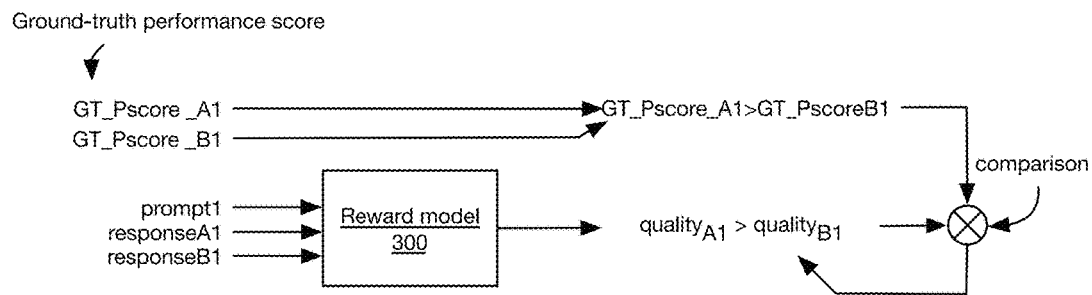 Ground-truth performance score
GT_Pscore _A1
GT_Pscore_A1>GT_PscoreB1
GT_Pscore _B1
comparison
prompt1
responseA1
responseB1
Reward model
300
qualityA1 > qualityB1